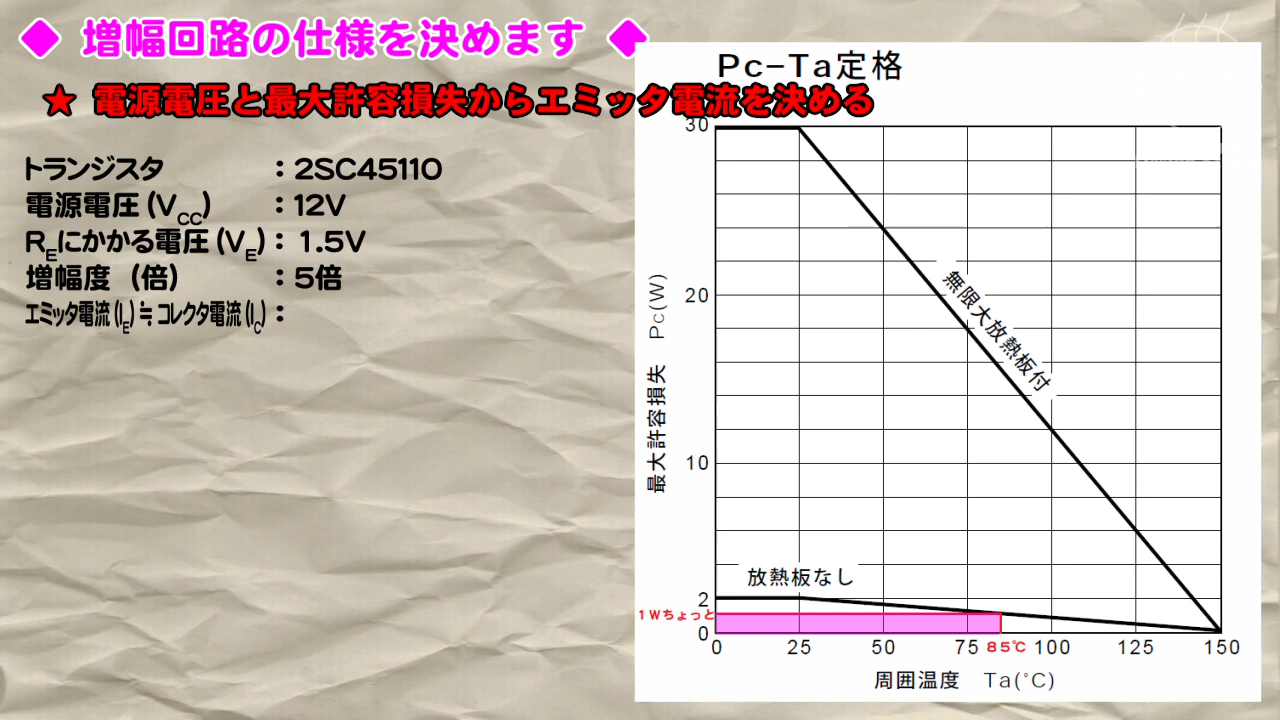 ◆ 増幅回路の仕様を決めます ◆
★ 電源電圧と最大許容損失からエミッタ電流を決める
トランジスタ : 2SC45110
電源電圧 (VCC) : 12V
REにかかる電圧 (VE) : 1.5V
増幅度 (倍) : 5倍
エミッタ電流 (IE) ≒ コレクタ電流 (IC) :
Pc−Ta定格
30
20
10
2
0
最大許容損失 Pc(W)
無限大放熱板付
放熱板なし
1Wちょっと
0 25 50 75 85℃ 100 125 150
周囲温度 Ta(°C)